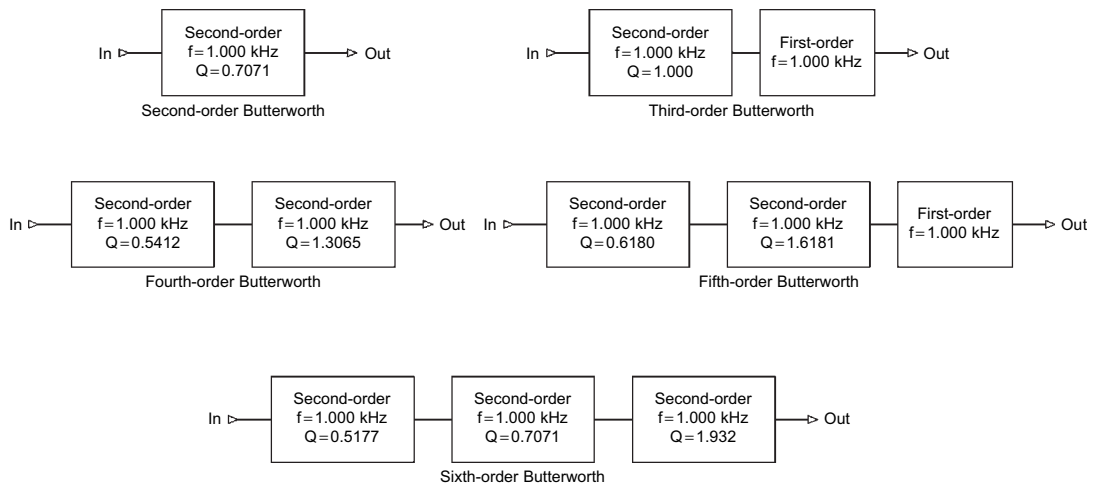 Second-order
f=1.000 kHz
Q=0.7071
In
Out
Second-order Butterworth
Second-order
f=1.000 kHz
Q=1.000
First-order
f=1.000 kHz
In
Out
Third-order Butterworth
Second-order
f=1.000 kHz
Q=0.5412
Second-order
f=1.000 kHz
Q=1.3065
In
Out
Fourth-order Butterworth
Second-order
f=1.000 kHz
Q=0.6180
Second-order
f=1.000 kHz
Q=1.6181
First-order
f=1.000 kHz
In
Out
Fifth-order Butterworth
Second-order
f=1.000 kHz
Q=0.5177
Second-order
f=1.000 kHz
Q=0.7071
Second-order
f=1.000 kHz
Q=1.932
In
Out
Sixth-order Butterworth